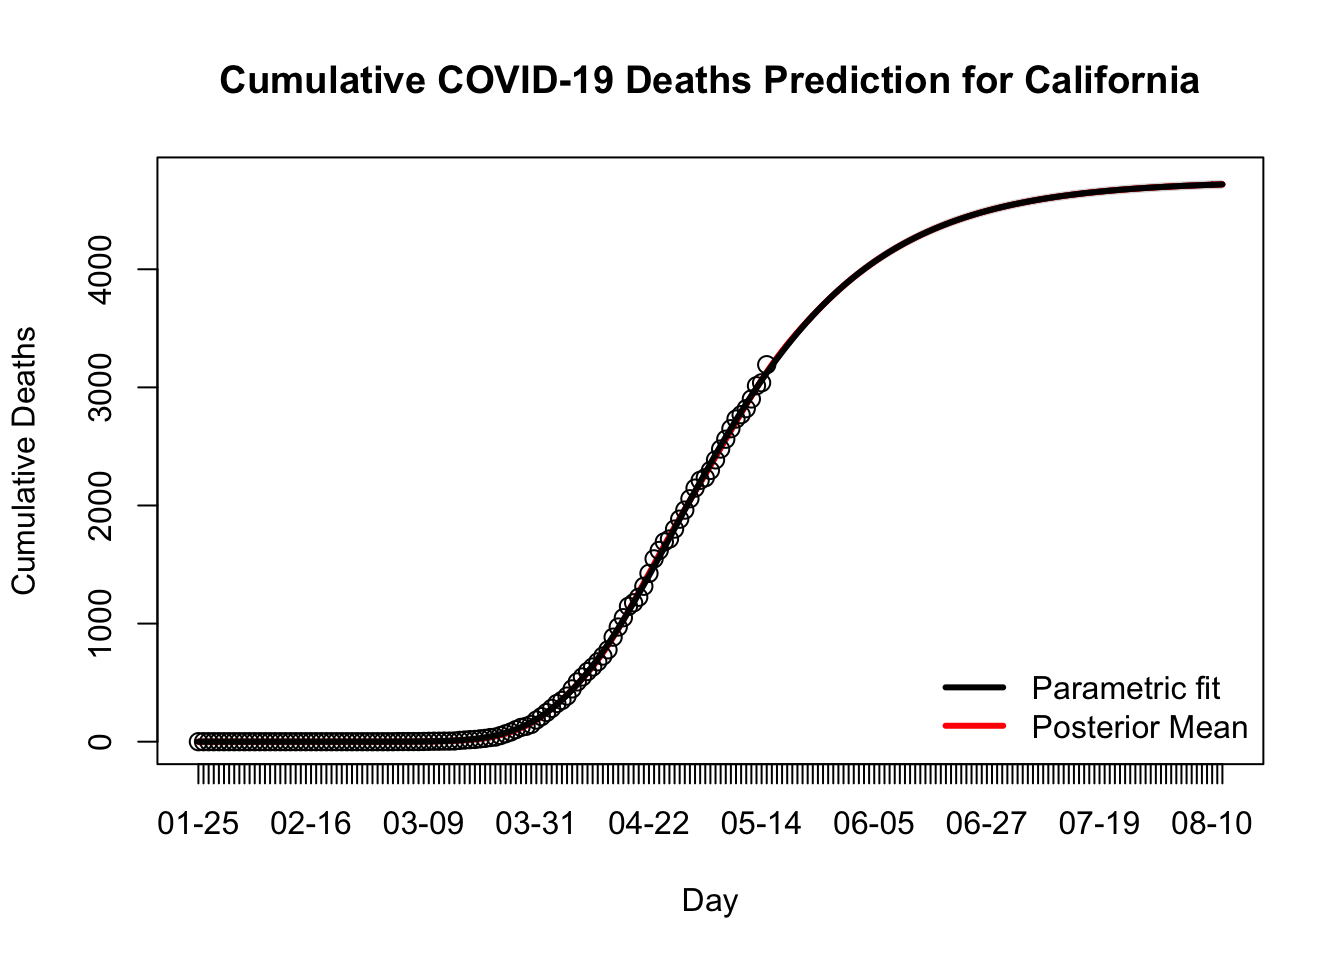 Cumulative COVID-19 Deaths Prediction for California
Cumulative Deaths
4000
3000
2000
1000
0
Parametric fit
Posterior Mean
01-25 02-16 03-09 03-31 04-22 05-14 06-05 06-27 07-19 08-10
Day